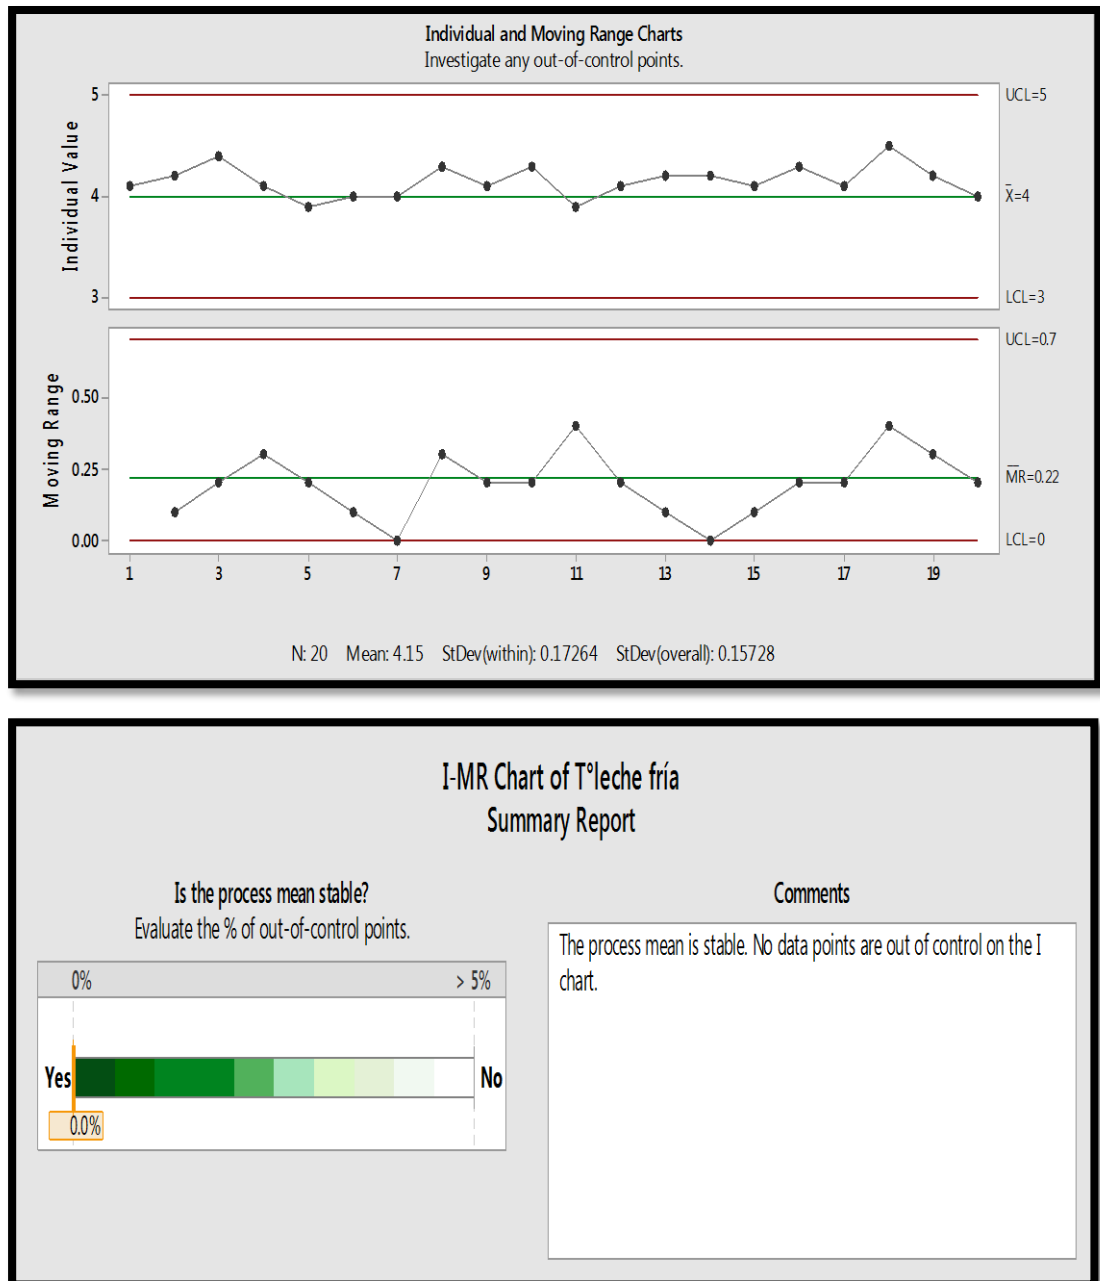 Individual and Moving Range Charts
Investigate any out-of-control points.
Individual Value
5
4
3
UCL=5
X̄=4
LCL=3
Moving Range
0.50
0.25
0.00
UCL=0.7
M̅R̅=0.22
LCL=0
1 3 5 7 9 11 13 15 17 19
N: 20 Mean: 4.15 StDev(within): 0.17264 StDev(overall): 0.15728
I-MR Chart of T°leche fría
Summary Report
Is the process mean stable?
Evaluate the % of out-of-control points.
0% > 5%
Yes No
0.0%
Comments
The process mean is stable. No data points are out of control on the I
chart.